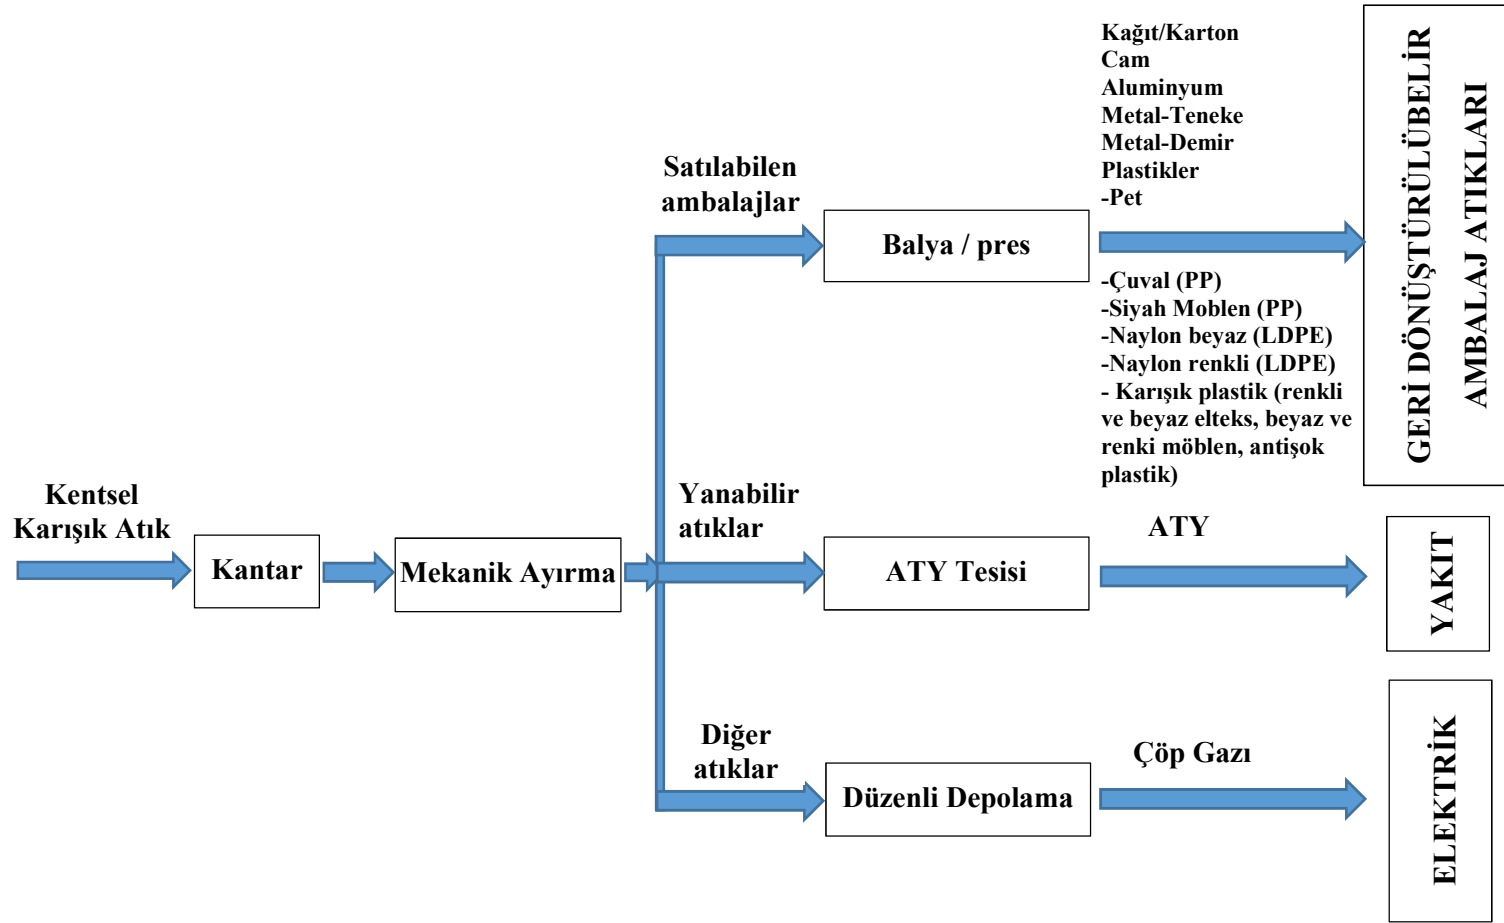 Kentsel
Karışık Atık
Kantar
Mekanik Ayırma
Satılabilen
ambalajlar
Balya / pres
Kağıt/Karton
Cam
Aluminyum
Metal-Teneke
Metal-Demir
Plastikler
-Pet
-Çuval (PP)
-Siyah Moblen (PP)
-Naylon beyaz (LDPE)
-Naylon renkli (LDPE)
- Karışık plastik (renkli
ve beyaz elteks, beyaz ve
renki möblen, antişok
plastik)
GERİ DÖNÜŞTÜRÜLÜBELİR
AMBALAJ ATIKLARI
Yanabilir
atıklar
ATY Tesisi
ATY
YAKIT
Diğer
atıklar
Düzenli Depolama
Çöp Gazı
ELEKTRİK